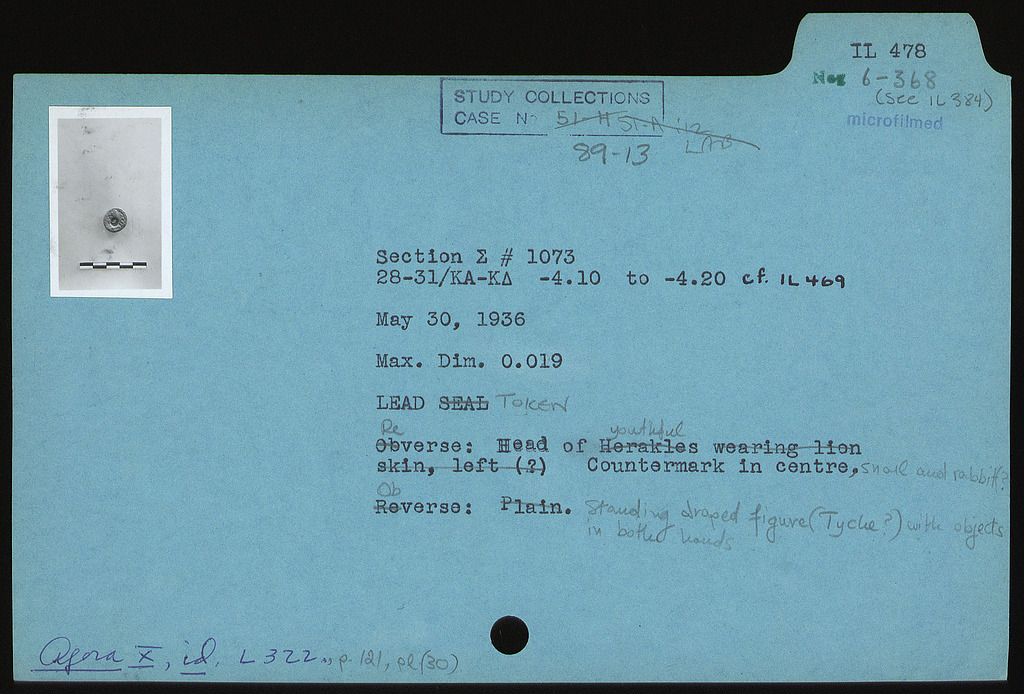 IL 478
Neg 6-368
(see IL 384)
microfilmed
STUDY COLLECTIONS
CASE No 51-H 51-A
89-13
Section Σ # 1073
28-31/ΚΑ-ΚΔ -4.10 to -4.20 cf. IL 469
May 30, 1936
Max. Dim. 0.019
LEAD SEAL TOKEN
Re youthful
Obverse: Head of Herakles wearing lion
skin, left (?) Countermark in centre, snail and rabbit?
Ob
Reverse: Plain. Standing draped figure (Tyche?) with objects
in both hands
Agora X, id. L 322, p. 121, pl (30)